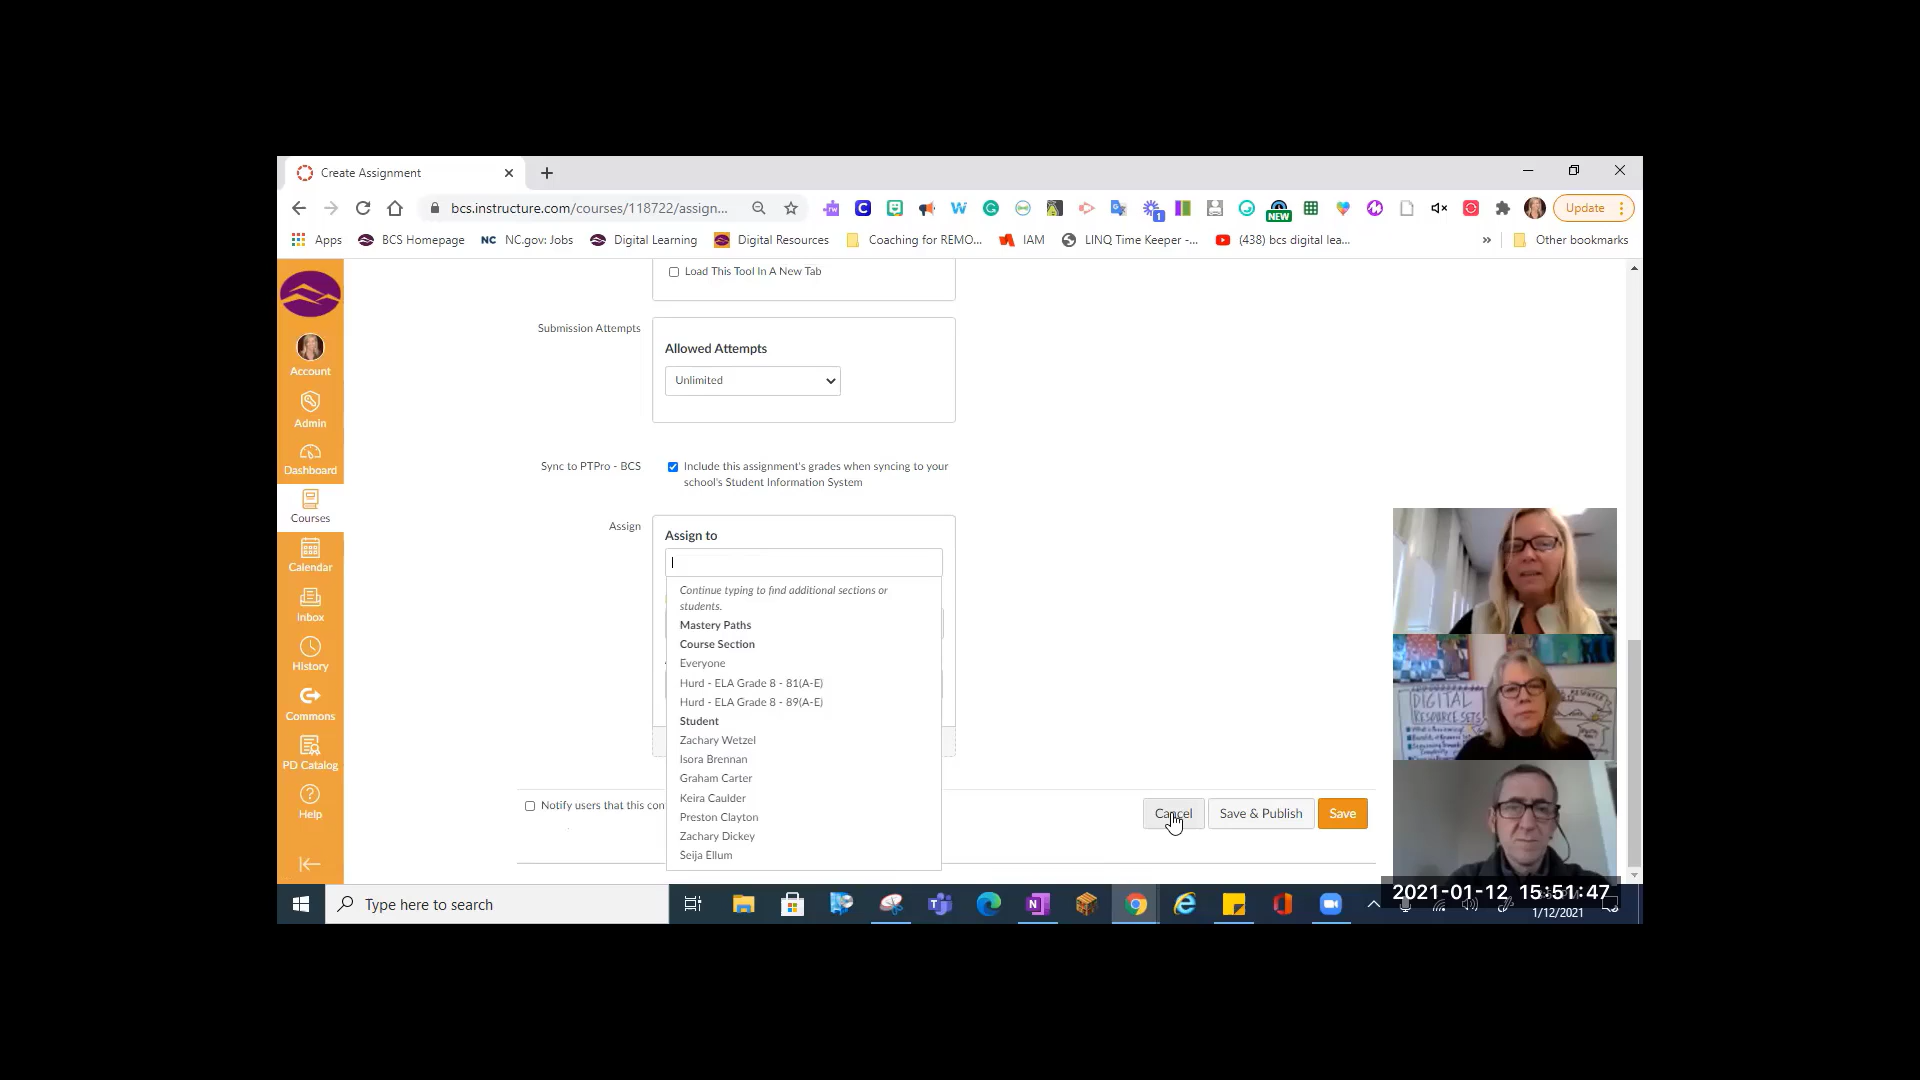 Create Assignment
bcs.instructure.com/courses/118722/assign...
NEW
1
Update
Apps
BCS Homepage
NC NC.gov: Jobs
Digital Learning
Digital Resources
Coaching for REMO...
IAM
LINQ Time Keeper -...
(438) bcs digital lea...
»
Other bookmarks
Account
Admin
Dashboard
Courses
Calendar
Inbox
History
Commons
PD Catalog
Help
Load This Tool In A New Tab
Submission Attempts
Allowed Attempts
Unlimited
Sync to PTPro - BCS
Include this assignment's grades when syncing to your
school's Student Information System
Assign
Assign to
Continue typing to find additional sections or
students.
Mastery Paths
Course Section
Everyone
Hurd - ELA Grade 8 - 81(A-E)
Hurd - ELA Grade 8 - 89(A-E)
Student
Zachary Wetzel
Isora Brennan
Graham Carter
Keira Caulder
Preston Clayton
Zachary Dickey
Seija Ellum
Notify users that this con
Cancel
Save & Publish
Save
DIGITAL
RESOURCE SETS
Type here to search
2021-01-12 15:51:47
1/12/2021